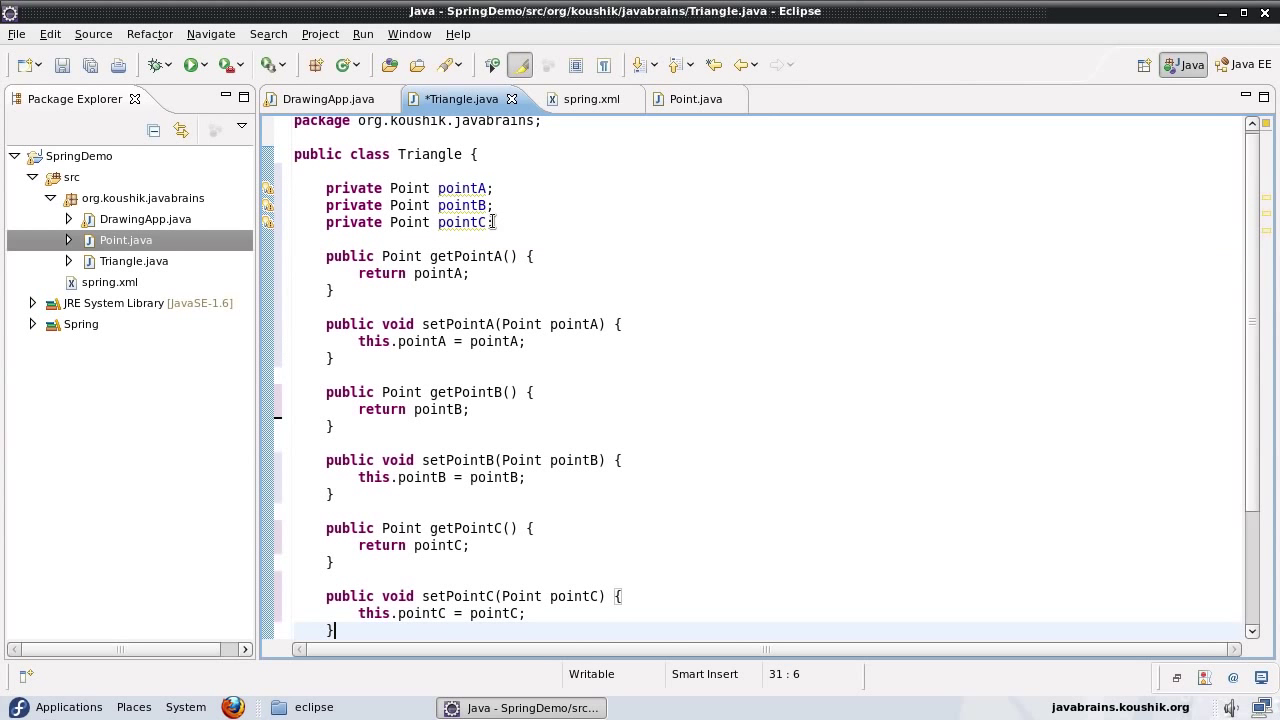 Java - SpringDemo/src/org/koushik/javabrains/Triangle.java - Eclipse
File Edit Source Refactor Navigate Search Project Run Window Help
Java Java EE
Package Explorer
DrawingApp.java *Triangle.java spring.xml Point.java
SpringDemo
src
org.koushik.javabrains
DrawingApp.java
Point.java
Triangle.java
spring.xml
JRE System Library [JavaSE-1.6]
Spring
package org.koushik.javabrains;
public class Triangle {
private Point pointA;
private Point pointB;
private Point pointC;
public Point getPointA() {
return pointA;
}
public void setPointA(Point pointA) {
this.pointA = pointA;
}
public Point getPointB() {
return pointB;
}
public void setPointB(Point pointB) {
this.pointB = pointB;
}
public Point getPointC() {
return pointC;
}
public void setPointC(Point pointC) {
this.pointC = pointC;
}
Writable Smart Insert 31 : 6
Applications Places System eclipse Java - SpringDemo/src... javabrains.koushik.org